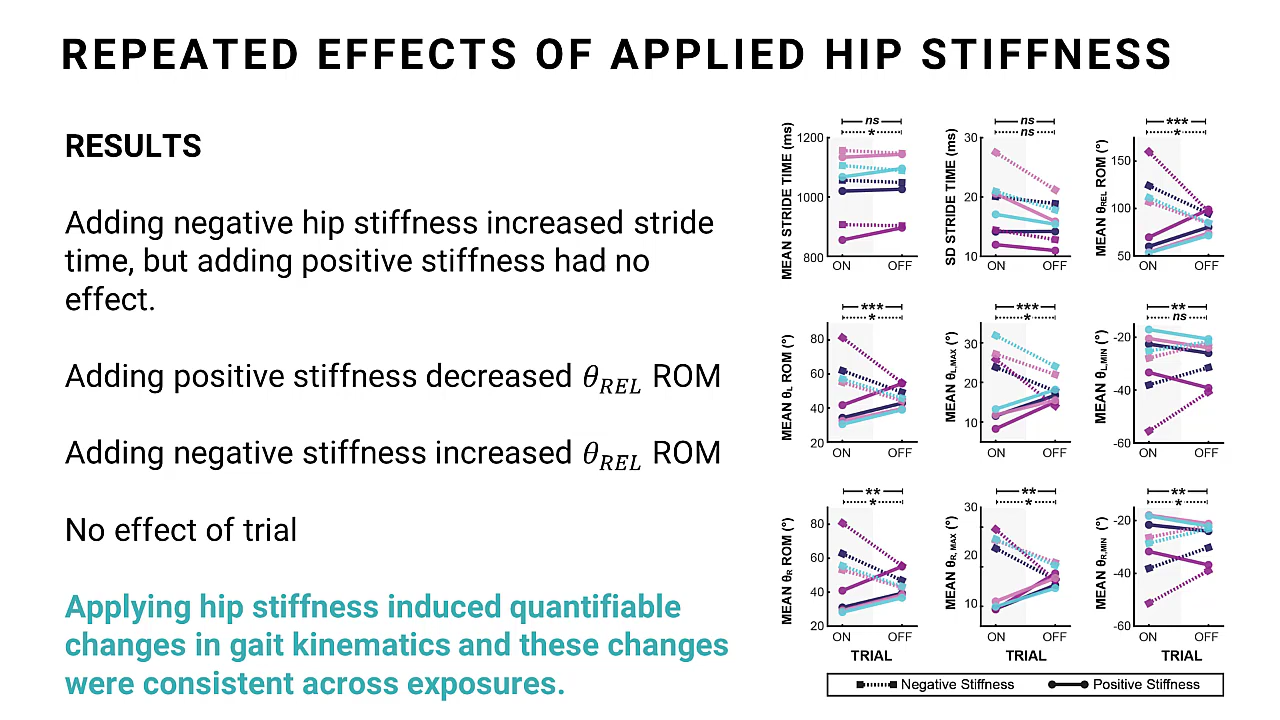 REPEATED EFFECTS OF APPLIED HIP STIFFNESS
RESULTS
Adding negative hip stiffness increased stride
time, but adding positive stiffness had no
effect.
Adding positive stiffness decreased θREL ROM
Adding negative stiffness increased θREL ROM
No effect of trial
Applying hip stiffness induced quantifiable
changes in gait kinematics and these changes
were consistent across exposures.
ns
*
MEAN STRIDE TIME (ms)
1200
1000
800
ON OFF
ns
ns
SD STRIDE TIME (ms)
30
20
10
ON OFF
***
*
MEAN θREL ROM (°)
150
100
50
ON OFF
***
*
MEAN θL ROM (°)
80
60
40
20
ON OFF
***
*
MEAN θL,MAX (°)
30
20
10
ON OFF
**
ns
MEAN θL,MIN (°)
-20
-40
-60
ON OFF
**
*
MEAN θR ROM (°)
80
60
40
20
ON OFF
TRIAL
**
*
MEAN θR, MAX (°)
30
20
10
ON OFF
TRIAL
**
*
MEAN θR,MIN (°)
-20
-40
-60
ON OFF
TRIAL
Negative Stiffness Positive Stiffness